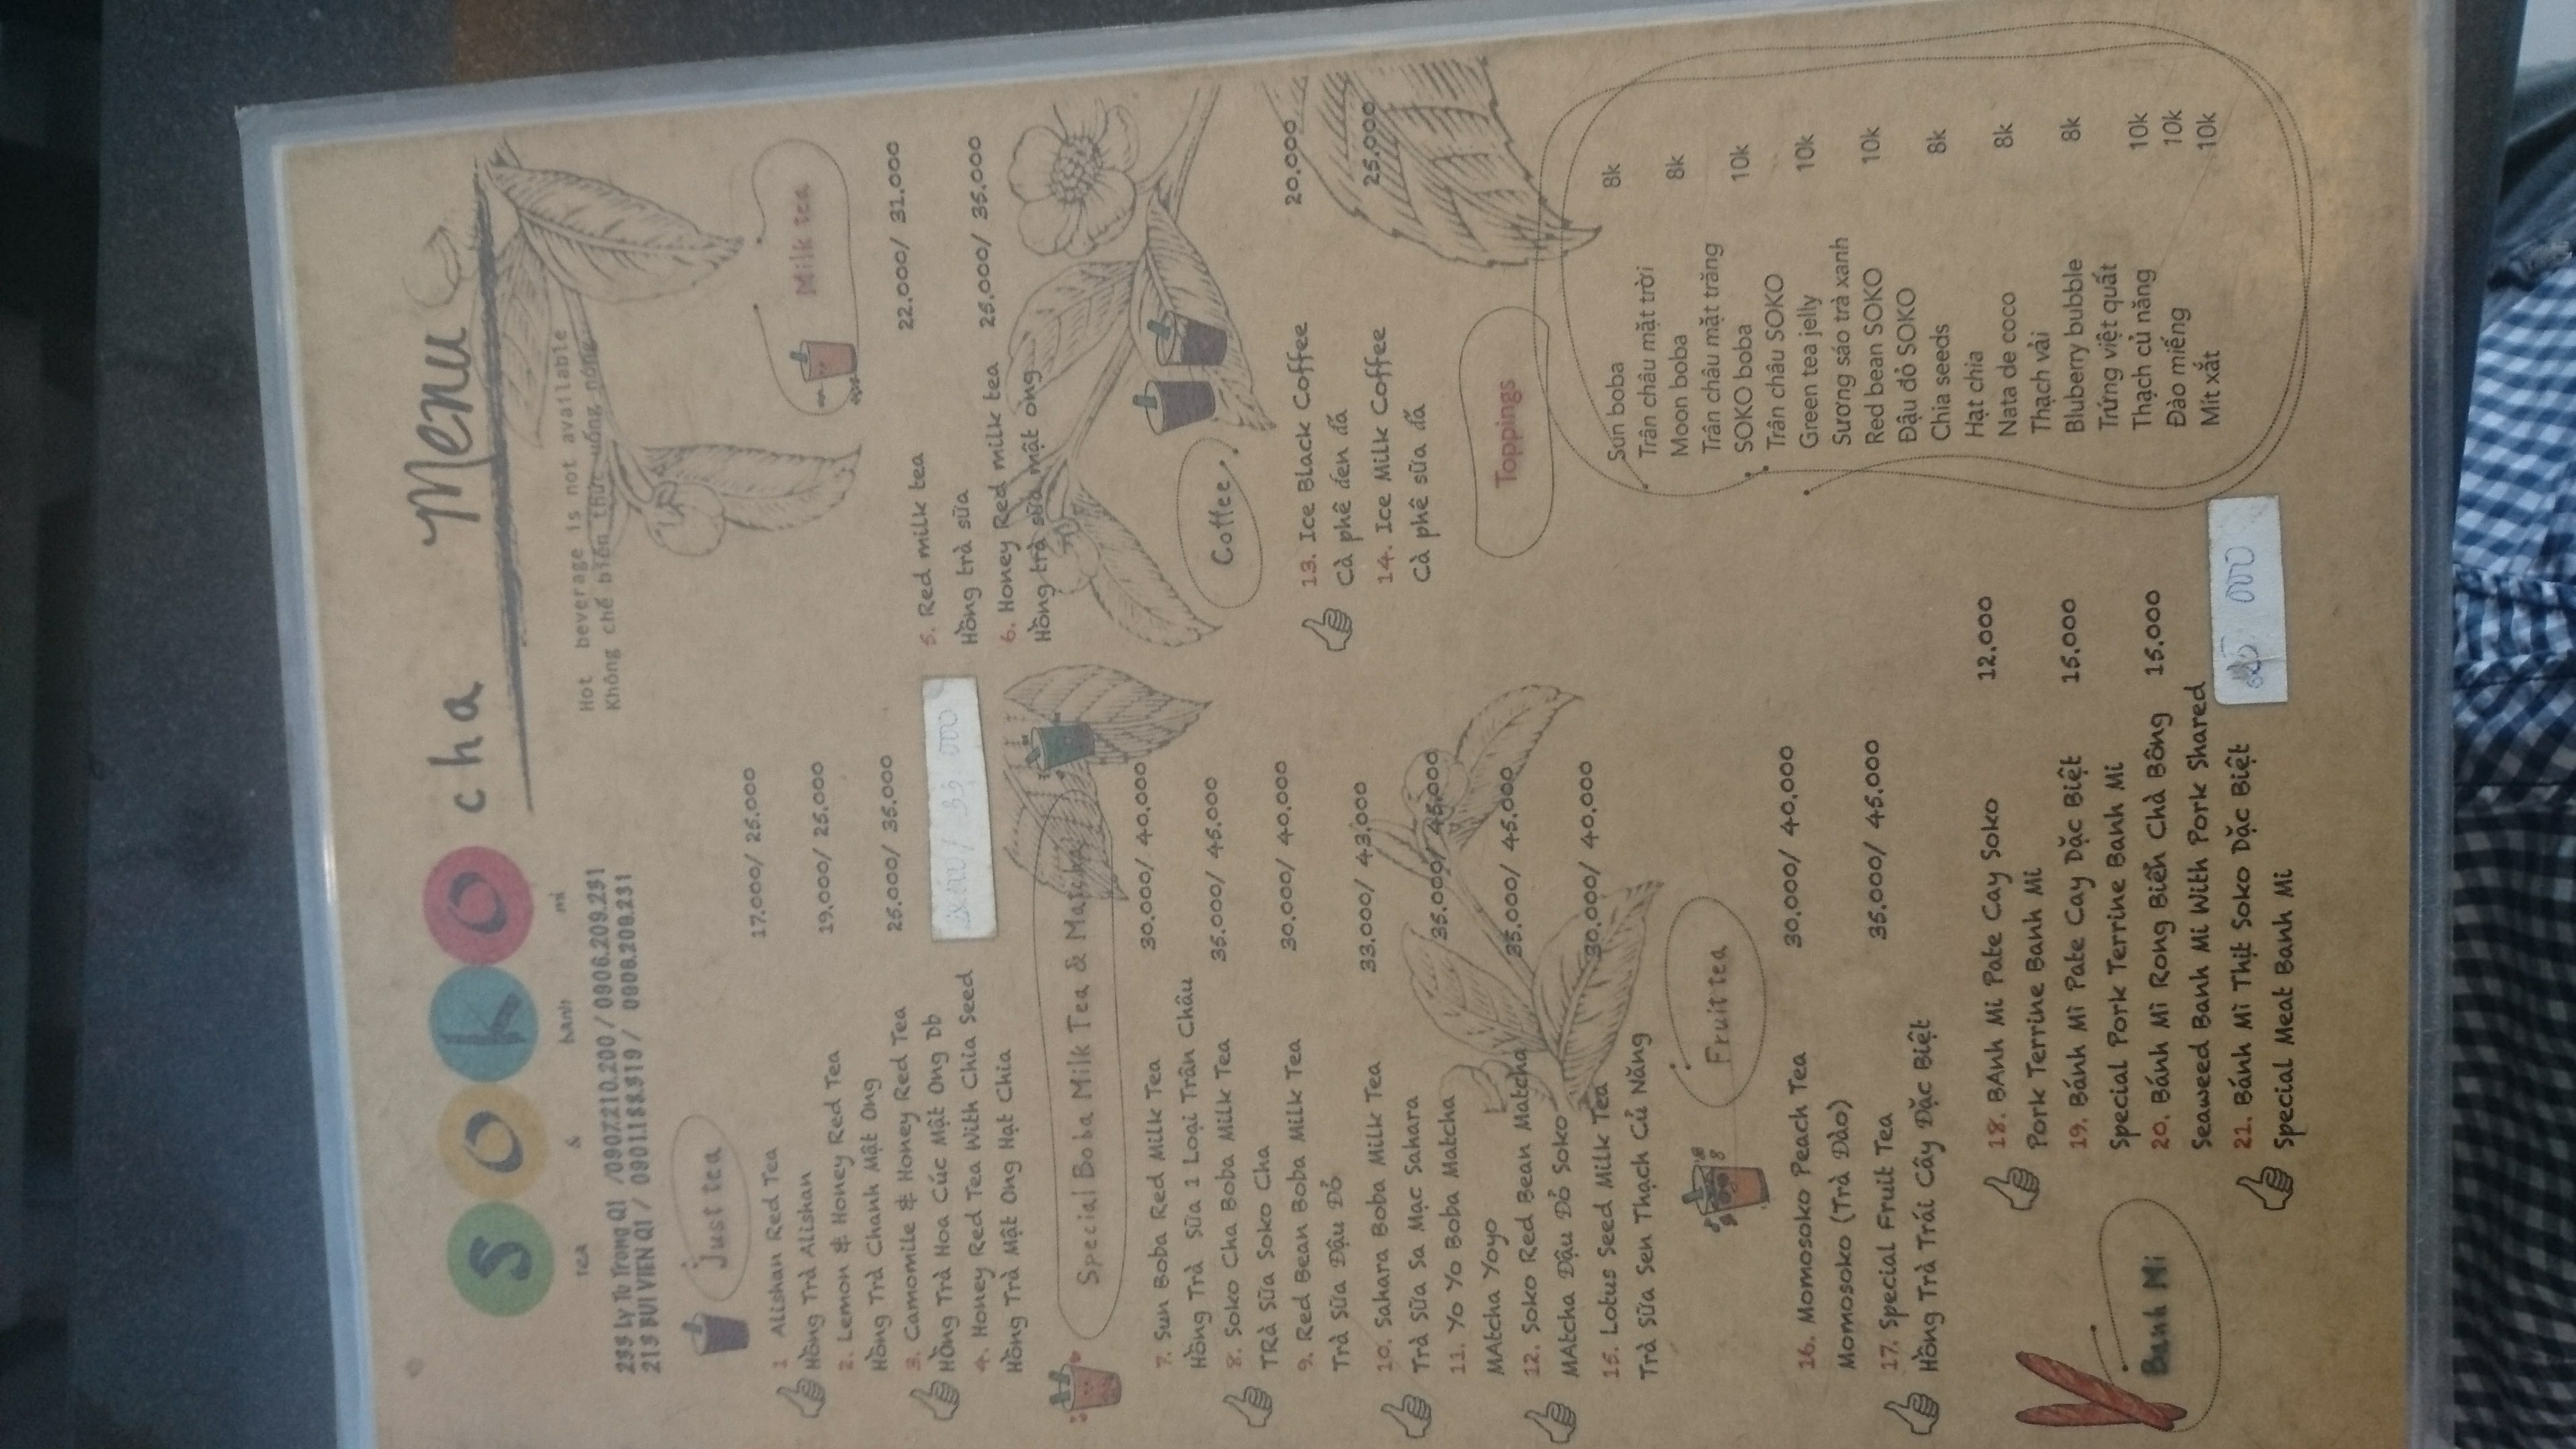 soko cha Menu
tea & banh mi
233 Ly Tu Trong Q1 /0907.210.200 / 0906.209.231
213 BUI VIEN Q1 / 0901.188.319 / 0906.209.231
Hot beverage is not available
Không chế biến thức uống nóng
Just tea
1 Alishan Red Tea 17.000/ 25.000
Hồng Trà Alishan
2. Lemon & Honey Red Tea 19.000/ 25.000
Hồng Trà Chanh Mật Ong
3. Camomile & Honey Red Tea 25.000/ 35.000
Hồng Trà Hoa Cúc Mật Ong Db
4. Honey Red Tea With Chia Seed / 33 000
Hồng Trà Mật Ong Hạt Chia
Milk tea
5. Red milk tea 22.000/ 31.000
Hồng trà sữa
6. Honey Red milk tea 25.000/ 35.000
Hồng trà sữa mật ong
Special Boba Milk Tea & Matcha
7. Sun Boba Red Milk Tea 30.000/ 40.000
Hồng Trà Sữa 1 Loại Trân Châu
8. Soko Cha Boba Milk Tea 35.000/ 45.000
TRà Sữa Soko Cha
9. Red Bean Boba Milk Tea 30.000/ 40.000
Trà Sữa Đậu Đỏ
10. Sahara Boba Milk Tea 33.000/ 43.000
Trà Sữa Sa Mạc Sahara
11. Yo Yo Boba Matcha 35.000/ 45.000
MAtcha Yoyo
12. Soko Red Bean Matcha 35.000/ 45.000
MAtcha Đậu Đỏ Soko
15. Lotus Seed Milk Tea 30.000/ 40.000
Trà Sữa Sen Thạch Củ Năng
Coffee
13. Ice Black Coffee 20.000
Cà phê đen đá
14. Ice Milk Coffee 25.000
Cà phê sữa đá
Fruit tea
16. Momosoko Peach Tea 30.000/ 40.000
Momosoko (Trà Đào)
17. Special Fruit Tea 35.000/ 45.000
Hồng Trà Trái Cây Đặc Biệt
Banh Mi
18. BAnh Mi Pate Cay Soko 12.000
Pork Terrine Banh Mi
19. Bánh Mì Pate Cay Đặc Biệt 15.000
Special Pork Terrine Banh Mi
20. Bánh Mì Rong Biển Chà Bông 15.000
Seaweed Banh Mi With Pork Shared
21. Bánh Mì Thịt Soko Đặc Biệt 000
Special Meat Banh Mi
Toppings
Sun boba 8k
Trân châu mặt trời
Moon boba 8k
Trân châu mặt trăng
SOKO boba 10k
Trân châu SOKO
Green tea jelly 10k
Sương sáo trà xanh
Red bean SOKO 10k
Đậu đỏ SOKO
Chia seeds 8k
Hạt chia
Nata de coco 8k
Thạch vải
Bluberry bubble 8k
Trứng việt quất
Thạch củ năng 10k
Đào miếng 10k
Mít xắt 10k